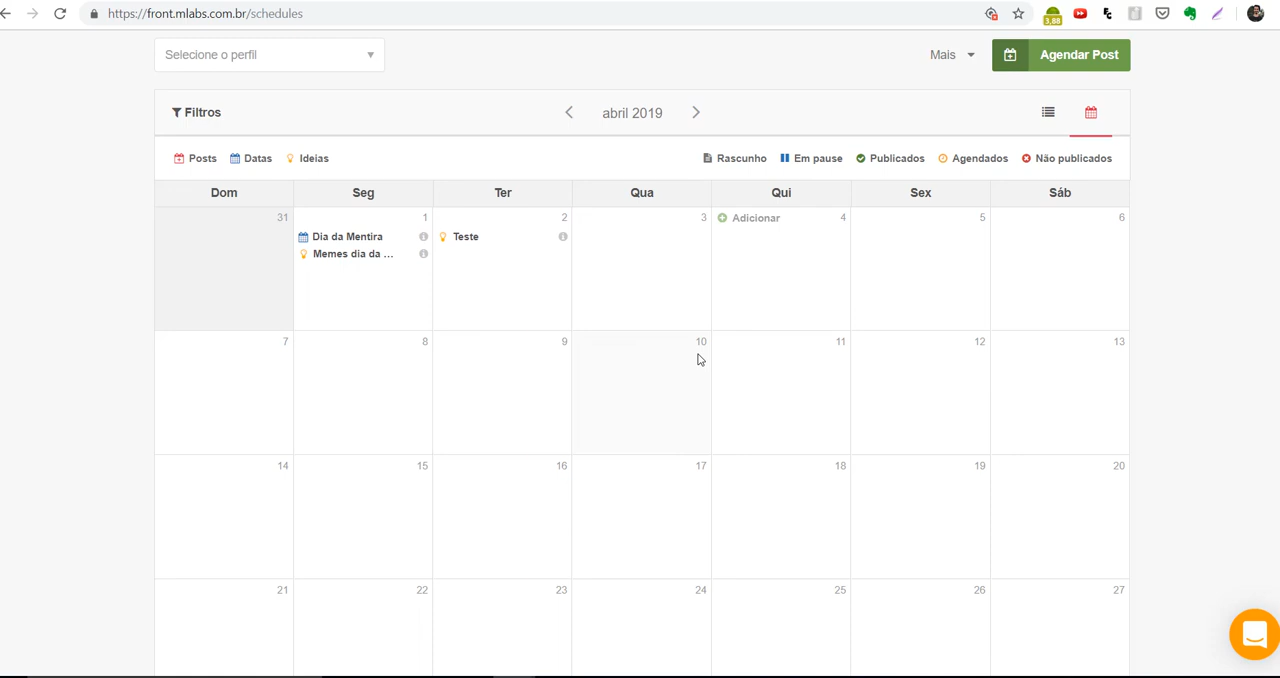 https://front.mlabs.com.br/schedules
3,88
Selecione o perfil
Mais
Agendar Post
Filtros
abril 2019
Posts Datas Ideias
Rascunho Em pause Publicados Agendados Não publicados
Dom Seg Ter Qua Qui Sex Sáb
31 1 2 3 Adicionar 4 5 6
Dia da Mentira Teste
Memes dia da ...
7 8 9 10 11 12 13
14 15 16 17 18 19 20
21 22 23 24 25 26 27